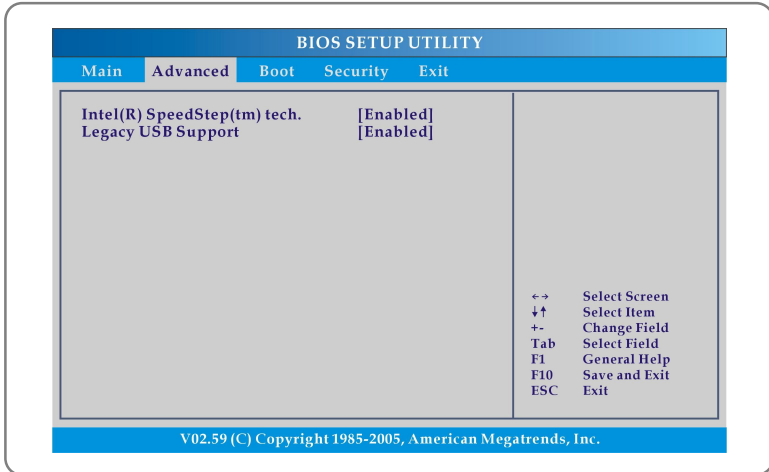 BIOS SETUP UTILITY
Main Advanced Boot Security Exit
Intel(R) SpeedStep(tm) tech. [Enabled]
Legacy USB Support [Enabled]
←→ Select Screen
↓↑ Select Item
+- Change Field
Tab Select Field
F1 General Help
F10 Save and Exit
ESC Exit
V02.59 (C) Copyright 1985-2005, American Megatrends, Inc.